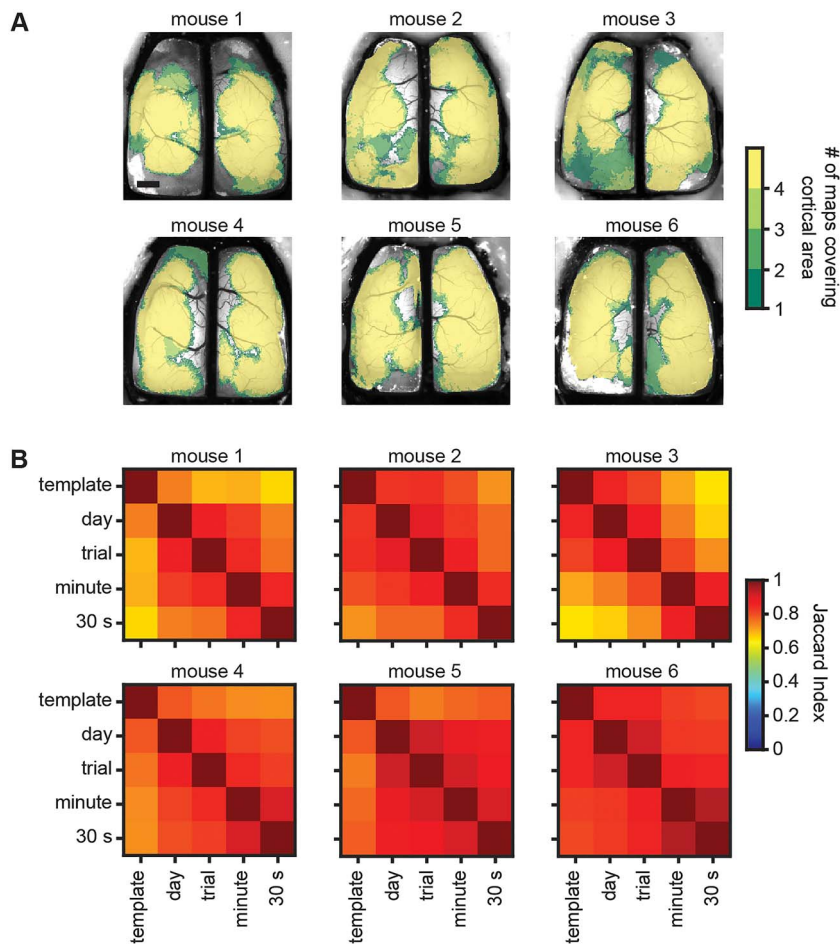 A
mouse 1 mouse 2 mouse 3
mouse 4 mouse 5 mouse 6
# of maps covering
cortical area
4
3
2
1
B
mouse 1 mouse 2 mouse 3
template
day
trial
minute
30 s
mouse 4 mouse 5 mouse 6
template
day
trial
minute
30 s
template day trial minute 30 s template day trial minute 30 s template day trial minute 30 s
1
0.8
0.6
0.4
0.2
0
Jaccard Index